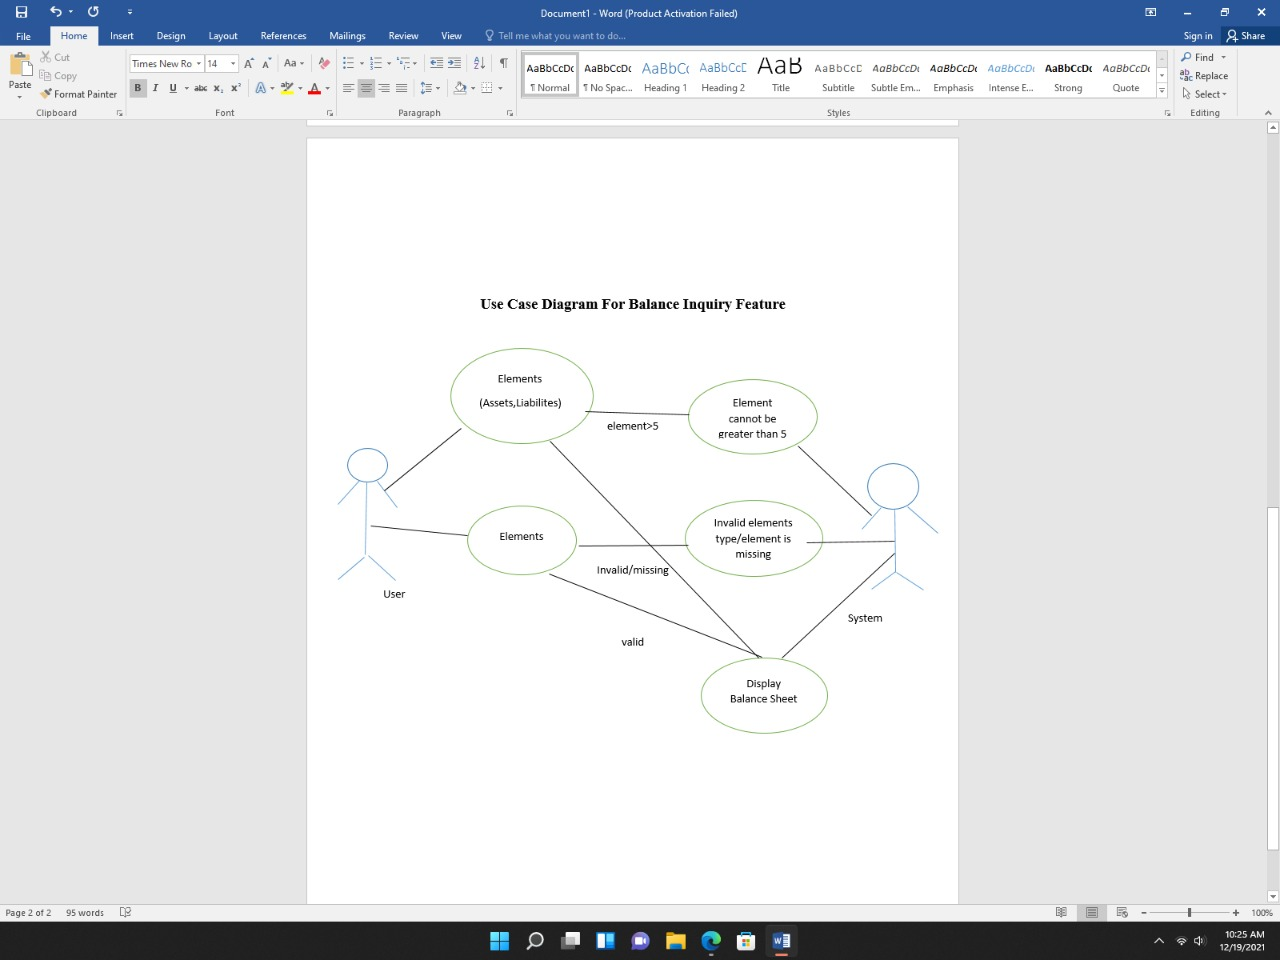 Document1 - Word (Product Activation Failed)
File Home Insert Design Layout References Mailings Review View Tell me what you want to do... Sign in Share
Paste
Cut
Copy
Format Painter
Clipboard
Times New Ro 14
Font
Paragraph
AaBbCcDc AaBbCcDc AaBbCc AaBbCcE AaB AaBbCcD AaBbCcDc AaBbCcDc AaBbCcDc AaBbCcDc AaBbCcDc
¶ Normal ¶ No Spac... Heading 1 Heading 2 Title Subtitle Subtle Em... Emphasis Intense E... Strong Quote
Styles
Find
Replace
Select
Editing
Use Case Diagram For Balance Inquiry Feature
Elements
(Assets,Liabilites)
element>5
Element
cannot be
greater than 5
Elements
Invalid/missing
Invalid elements
type/element is
missing
User
System
valid
Display
Balance Sheet
Page 2 of 2 95 words
100%
10:25 AM
12/19/2021